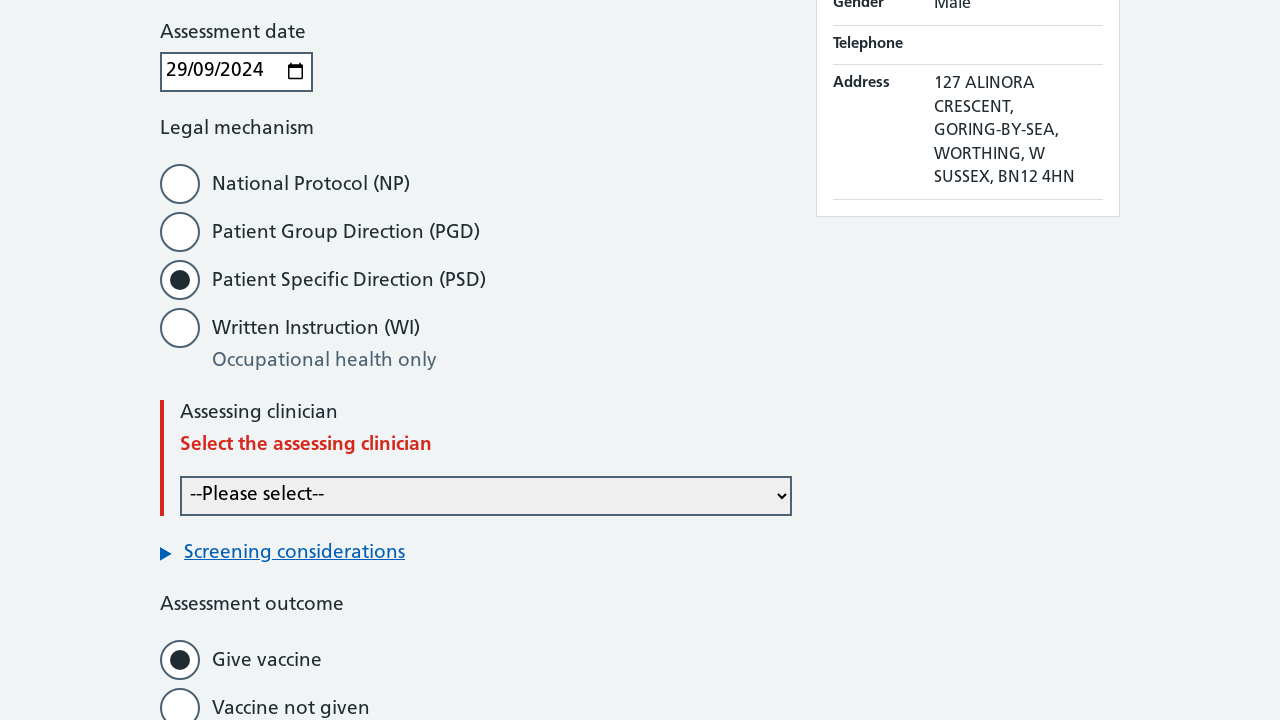 Assessment date
29/09/2024
Legal mechanism
National Protocol (NP)
Patient Group Direction (PGD)
Patient Specific Direction (PSD)
Written Instruction (WI)
Occupational health only
Assessing clinician
Select the assessing clinician
--Please select--
Screening considerations
Assessment outcome
Give vaccine
Vaccine not given
Gender Male
Telephone
Address 127 ALINORA
CRESCENT,
GORING-BY-SEA,
WORTHING, W
SUSSEX, BN12 4HN